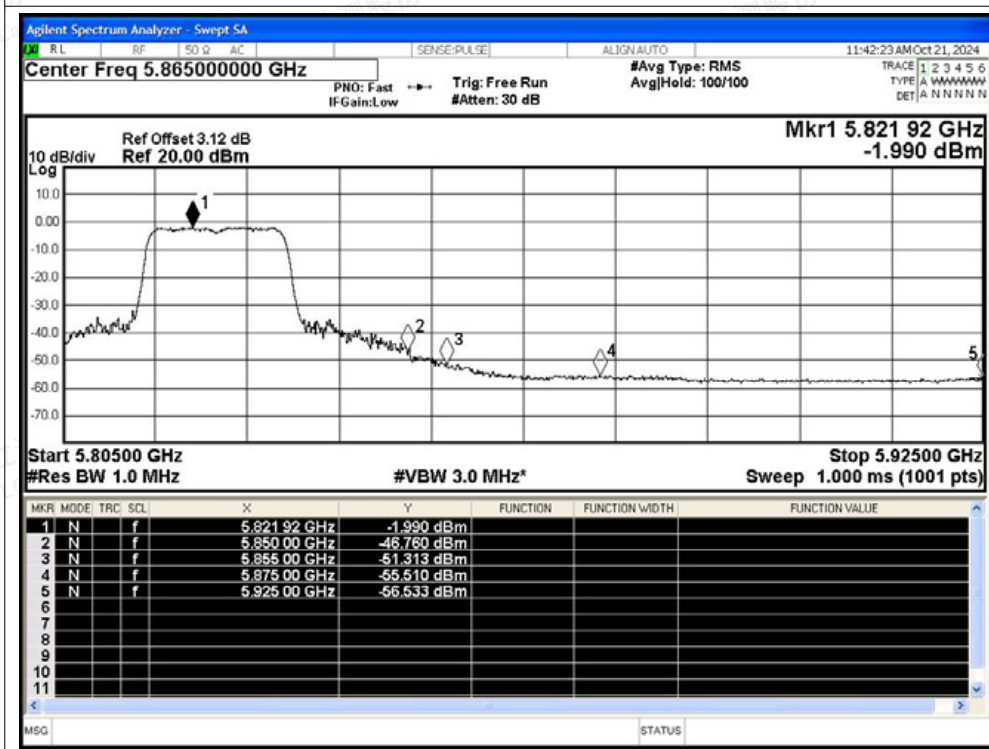 Agilent Spectrum Analyzer - Swept SA
RL RF 50 Ω AC SENSE:PULSE ALIGN AUTO 11:42:23 AM Oct 21, 2024
Center Freq 5.865000000 GHz #Avg Type: RMS TRACE 1 2 3 4 5 6
PNO: Fast Trig: Free Run Avg|Hold: 100/100 TYPE A WWWWW
IFGain:Low #Atten: 30 dB DET A N N N N N
Mkr1 5.821 92 GHz
Ref Offset 3.12 dB
10 dB/div Ref 20.00 dBm -1.990 dBm
Log
10.0
1
0.00
-10.0
-20.0
-30.0
-40.0
2
3
4
5
-50.0
-60.0
-70.0
Start 5.80500 GHz Stop 5.92500 GHz
#Res BW 1.0 MHz #VBW 3.0 MHz* Sweep 1.000 ms (1001 pts)
MKR MODE TRC SCL X Y FUNCTION FUNCTION WIDTH FUNCTION VALUE
1 N f 5.821 92 GHz -1.990 dBm
2 N f 5.850 00 GHz -46.760 dBm
3 N f 5.855 00 GHz -51.313 dBm
4 N f 5.875 00 GHz -55.510 dBm
5 N f 5.925 00 GHz -56.533 dBm
6
7
8
9
10
11
MSG STATUS